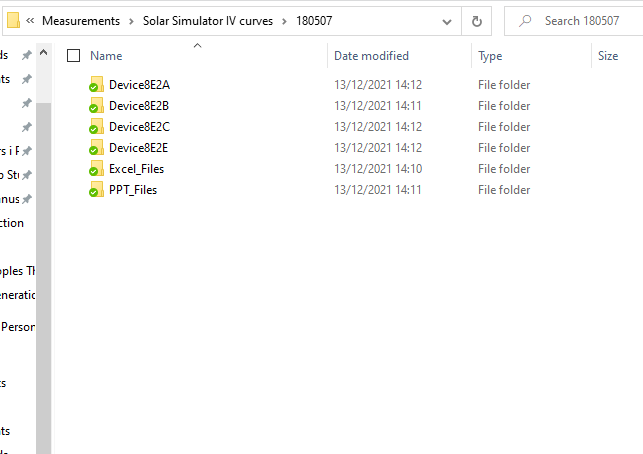 « Measurements › Solar Simulator IV curves › 180507 Search 180507
Name Date modified Type Size
Device8E2A 13/12/2021 14:12 File folder
Device8E2B 13/12/2021 14:11 File folder
Device8E2C 13/12/2021 14:12 File folder
Device8E2E 13/12/2021 14:12 File folder
Excel_Files 13/12/2021 14:10 File folder
PPT_Files 13/12/2021 14:11 File folder
ds
ts
rs i F
o Stu
nus
ction
oples Th
eneratic
Person
ts
nts